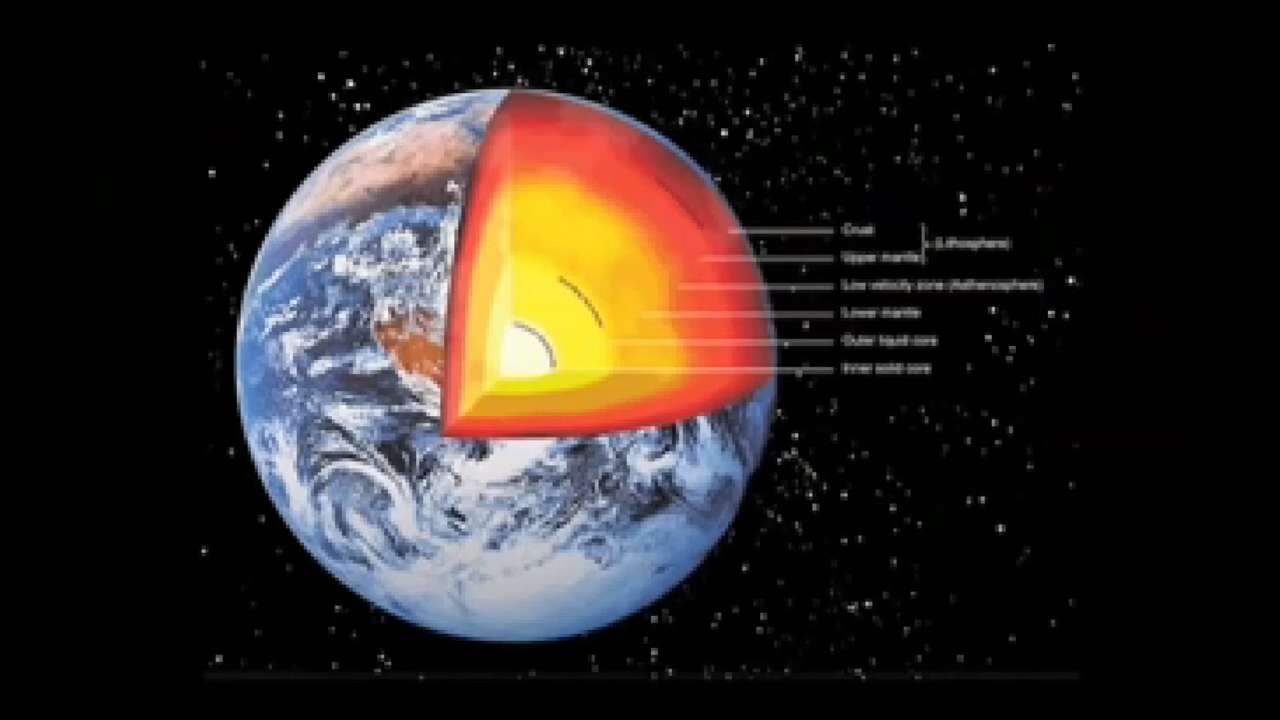 Crust
(Lithosphere)
Upper mantle
Low velocity zone (Asthenosphere)
Lower mantle
Outer liquid core
Inner solid core